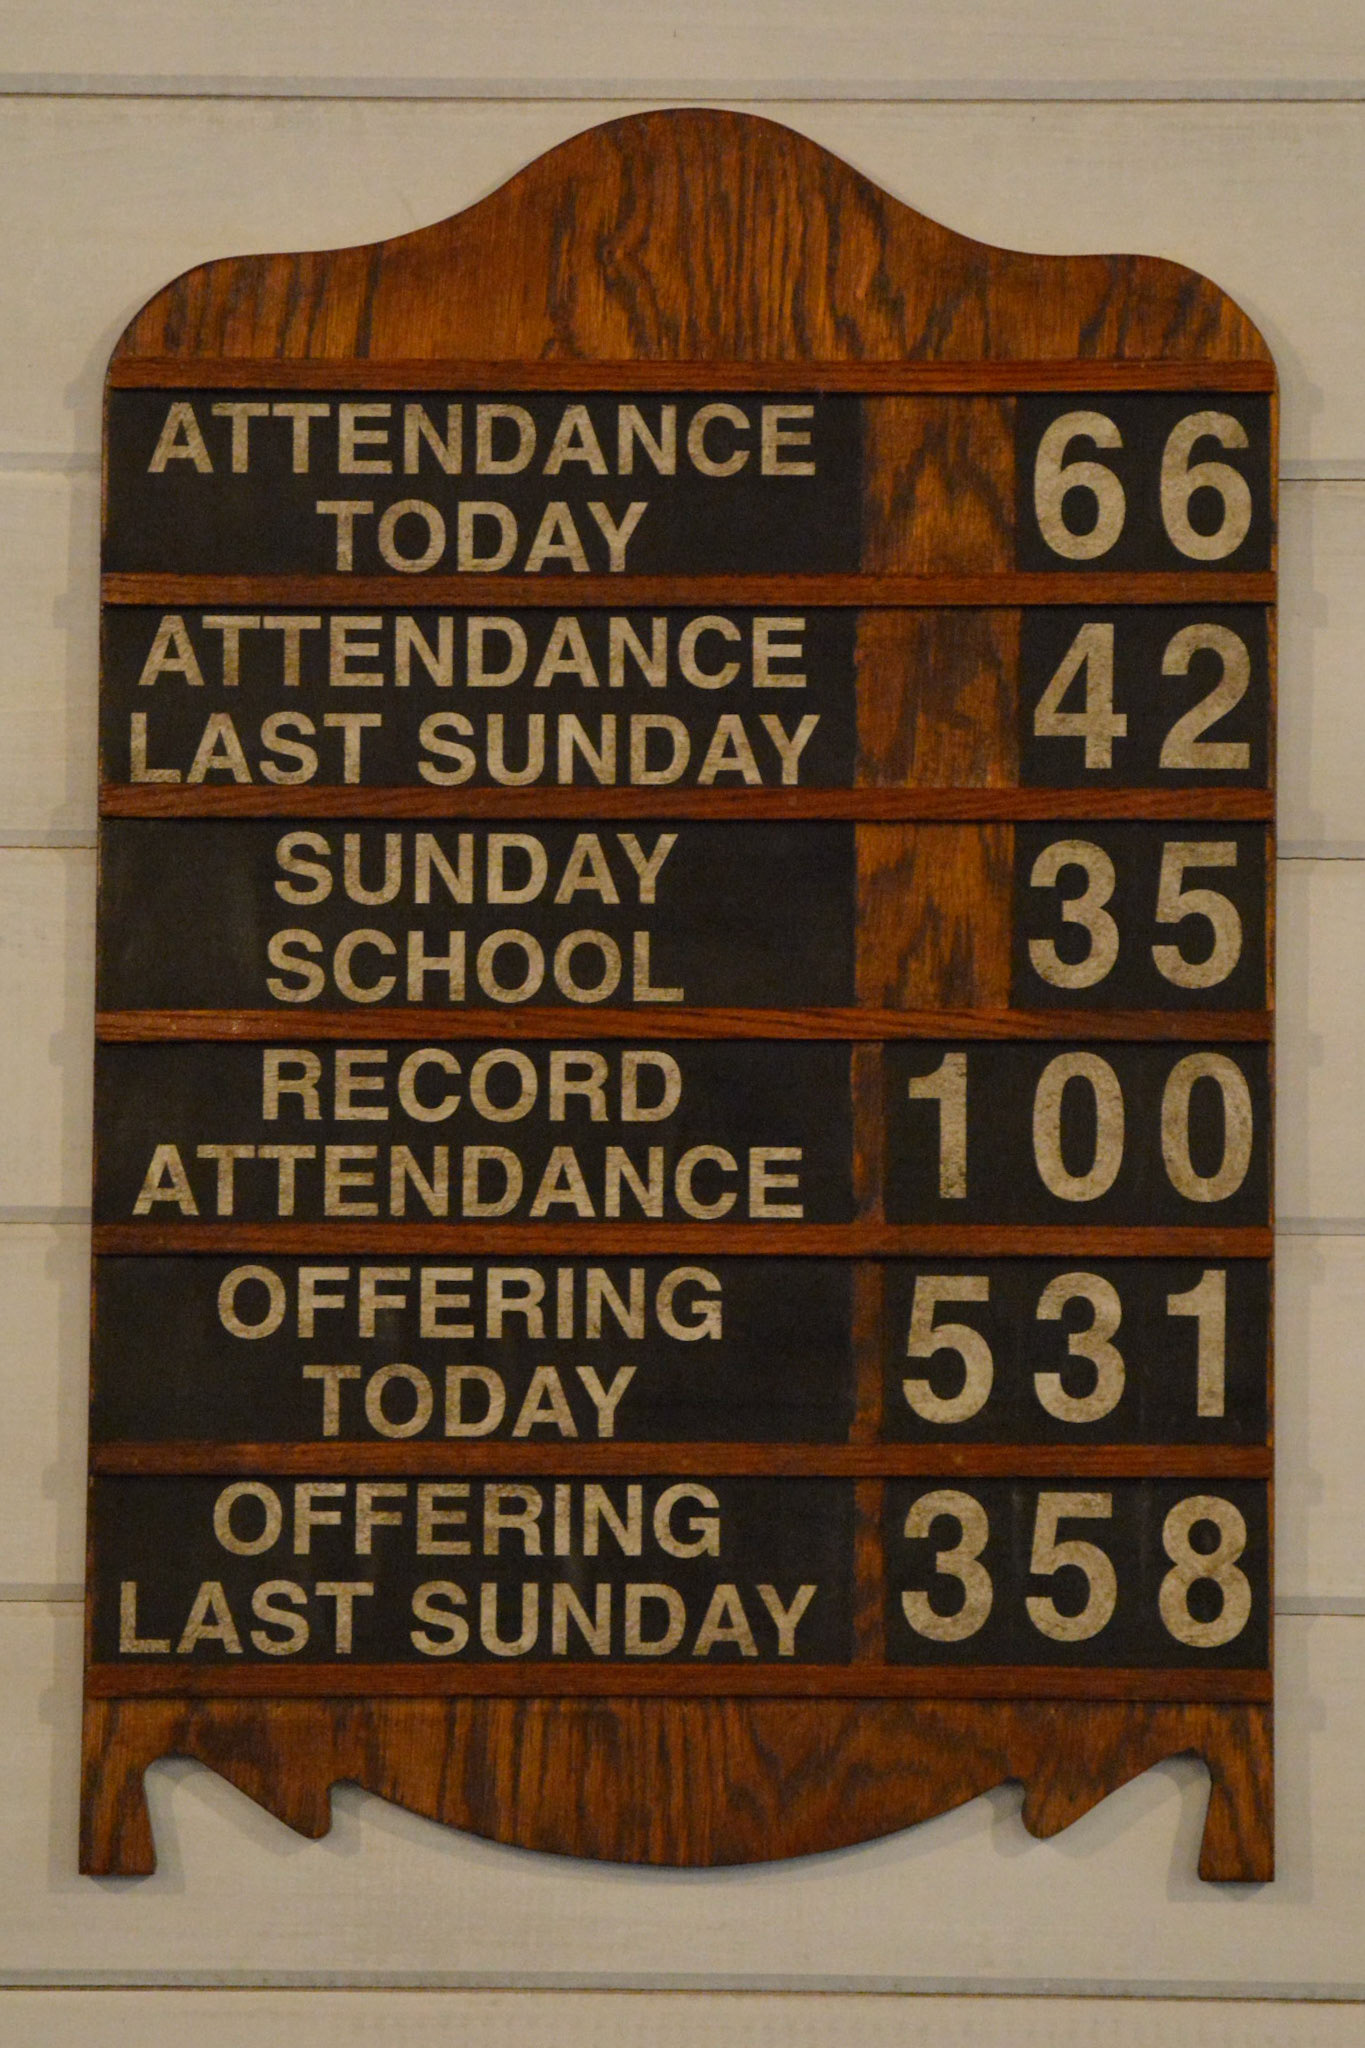 ATTENDANCE
TODAY 66
ATTENDANCE
LAST SUNDAY 42
SUNDAY
SCHOOL 35
RECORD
ATTENDANCE 100
OFFERING
TODAY 531
OFFERING
LAST SUNDAY 358